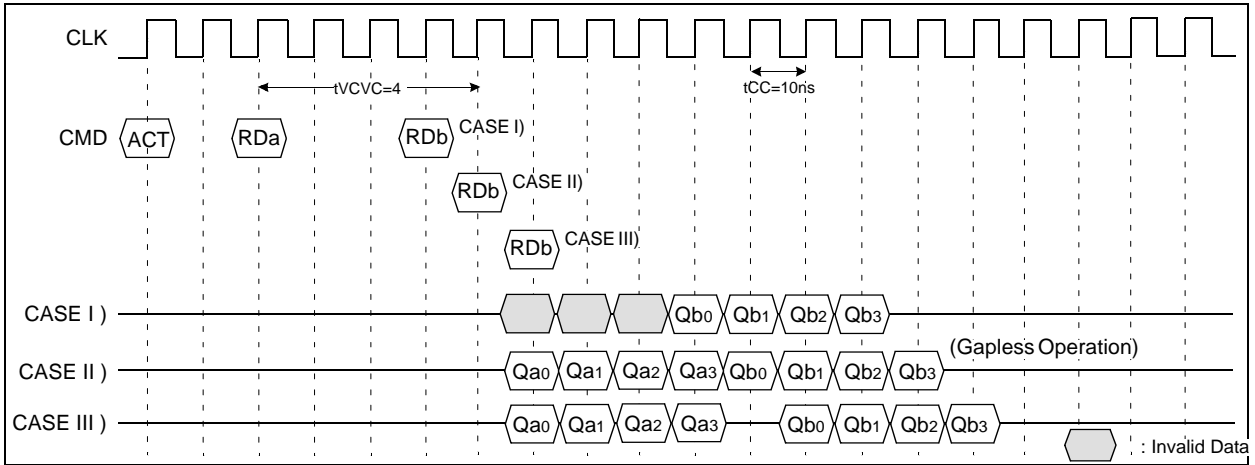 CLK
tVCVC=4
tCC=10ns
CMD ACT RDa RDb CASE I)
RDb CASE II)
RDb CASE III)
CASE I ) Qb0 Qb1 Qb2 Qb3
(Gapless Operation)
CASE II ) Qa0 Qa1 Qa2 Qa3 Qb0 Qb1 Qb2 Qb3
CASE III ) Qa0 Qa1 Qa2 Qa3 Qb0 Qb1 Qb2 Qb3
: Invalid Data